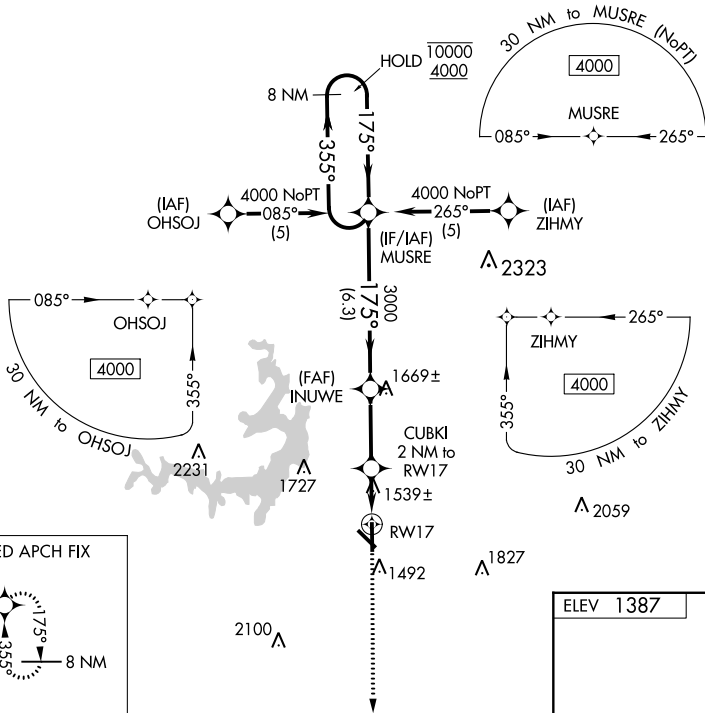 30 NM to MUSRE (NoPT)
4000
MUSRE
085°
265°
HOLD 10000
4000
8 NM
175°
355°
(IAF)
OHSOJ
4000 NoPT
085°
(5)
4000 NoPT
265°
(5)
(IAF)
ZIHMY
(IF/IAF)
MUSRE
2323
3000
175°
(6.3)
085°
OHSOJ
4000
355°
30 NM to OHSOJ
265°
ZIHMY
4000
355°
30 NM to ZIHMY
(FAF)
INUWE
1669±
CUBKI
2 NM to
RW17
1539±
RW17
2231
1727
2059
1827
1492
2100
ED APCH FIX
175°
355°
8 NM
ELEV 1387